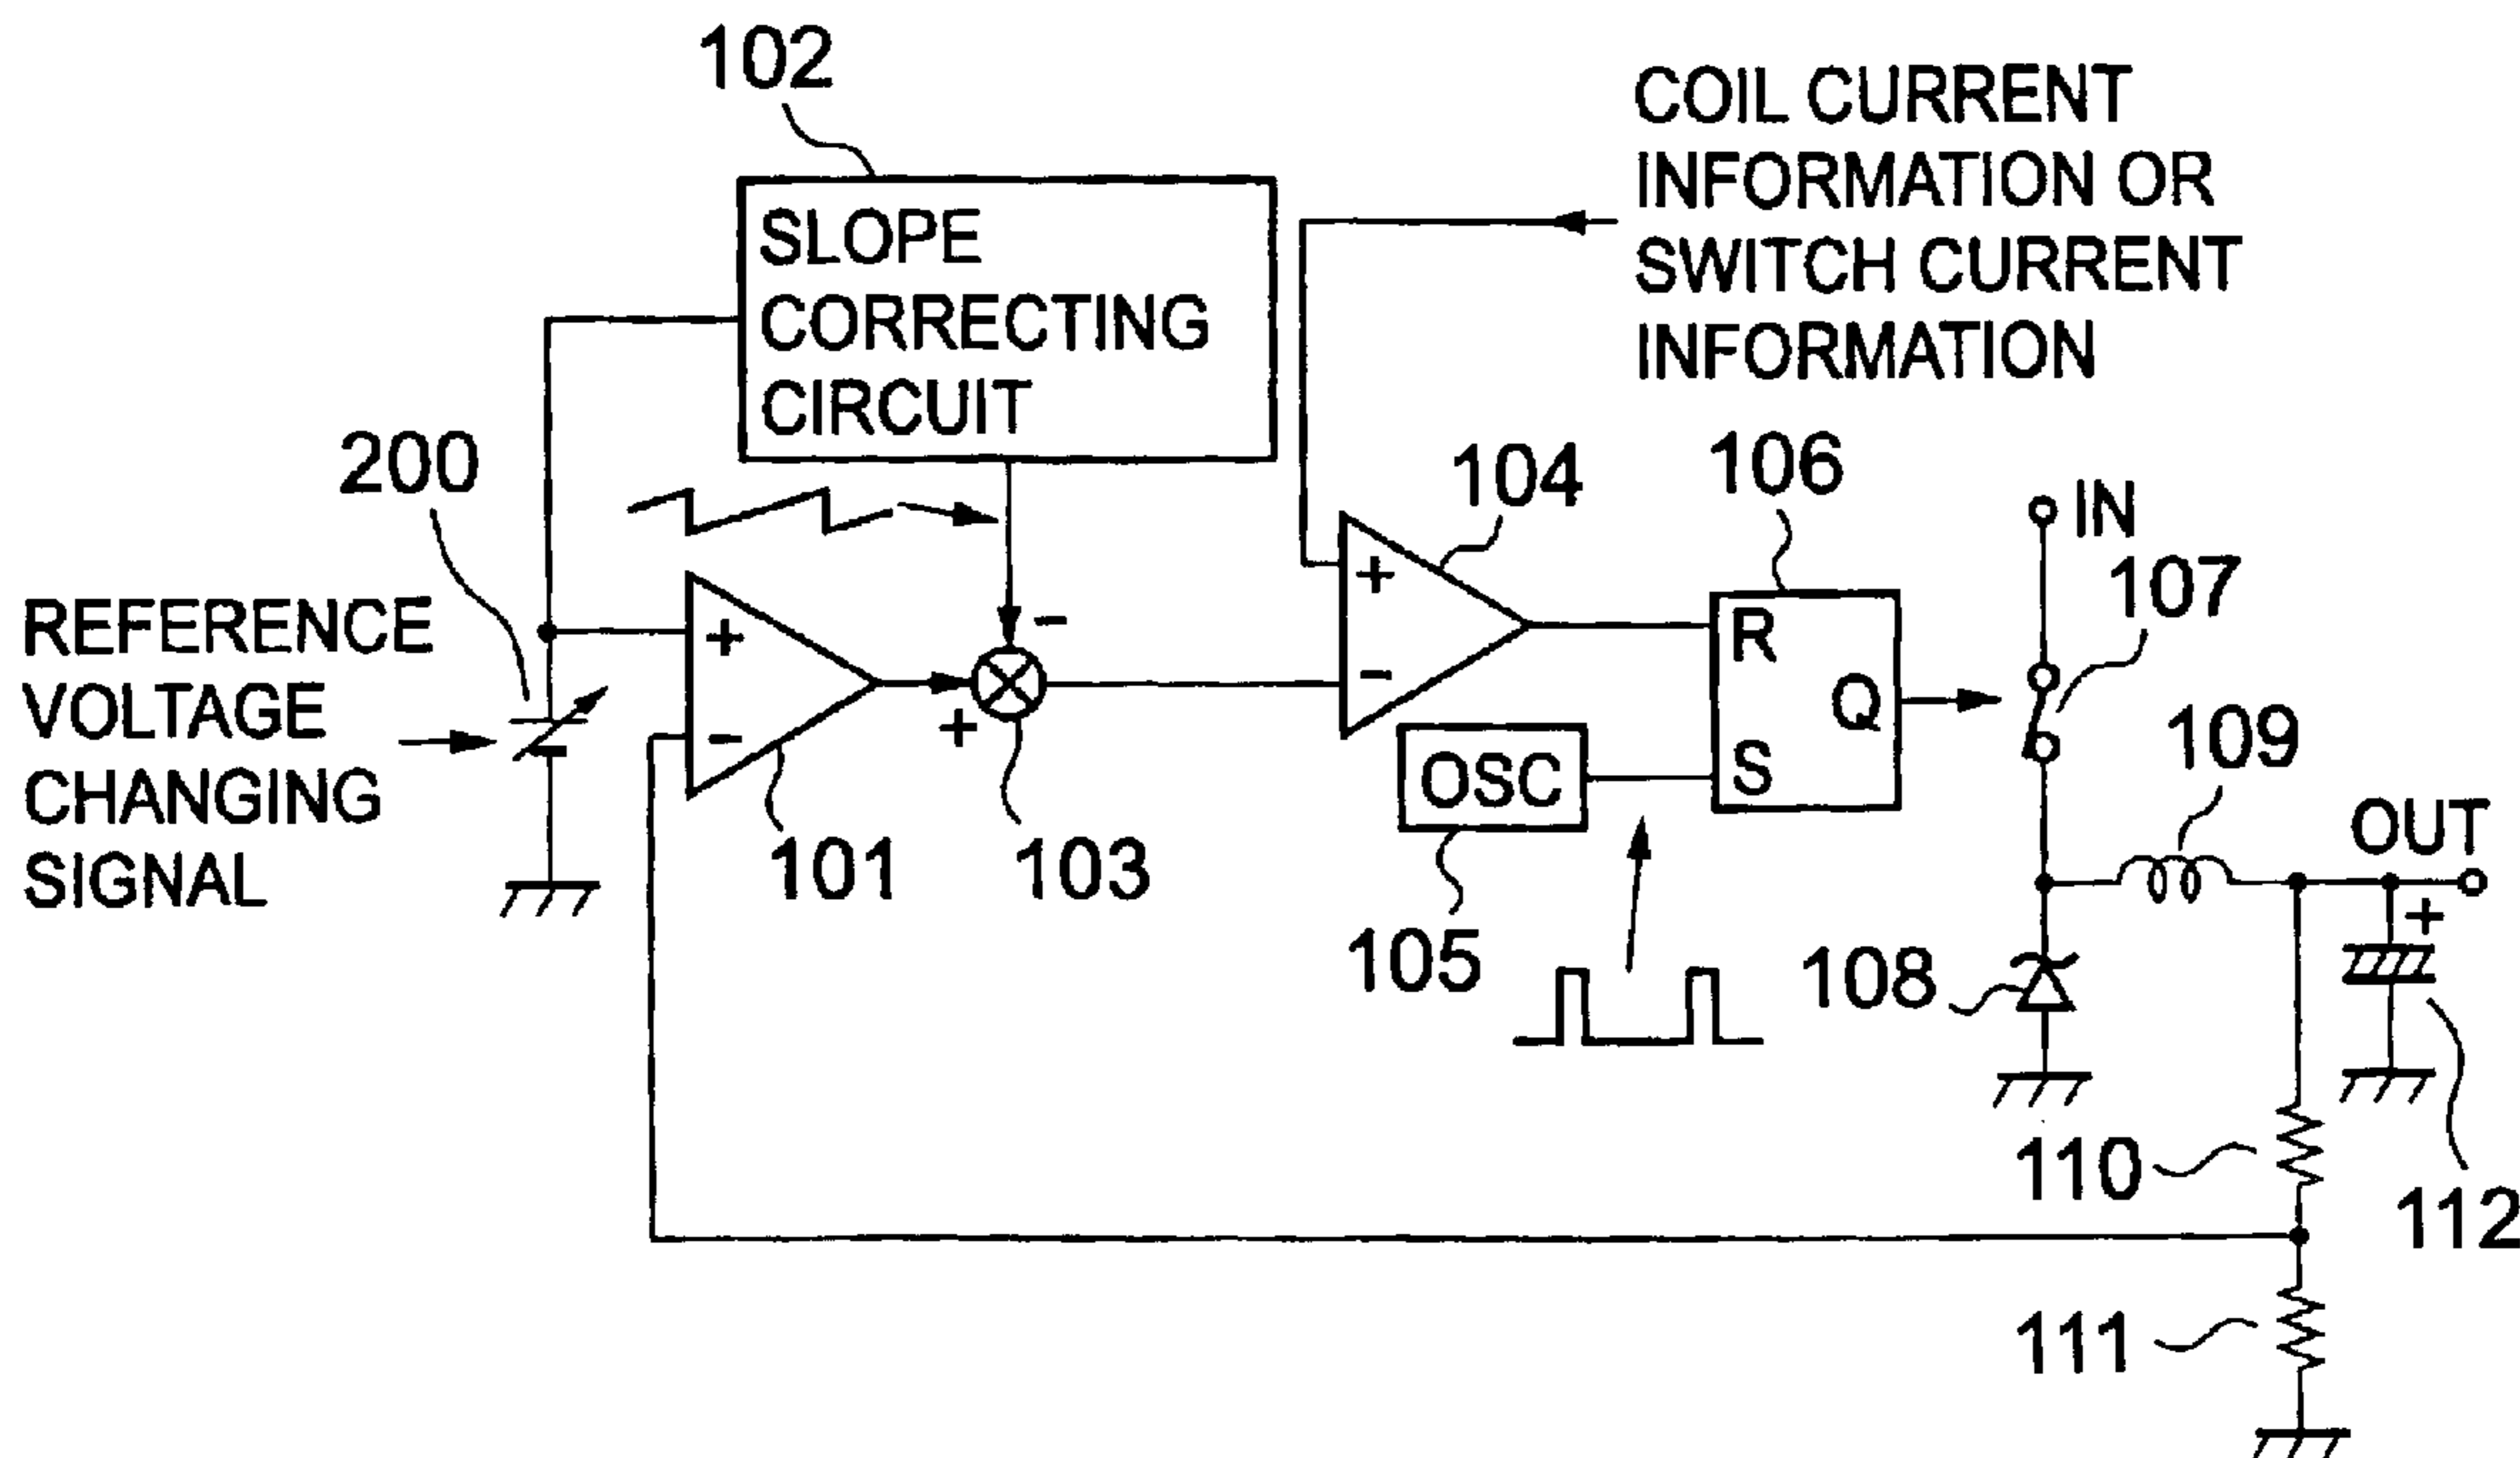 102
COIL CURRENT
INFORMATION OR
SWITCH CURRENT
INFORMATION
SLOPE
CORRECTING
CIRCUIT
200
104
106
IN
107
REFERENCE
VOLTAGE
CHANGING
SIGNAL
+
-
-
+
+
-
R
Q
S
OSC
109
OUT
+
101
103
105
108
110
112
111